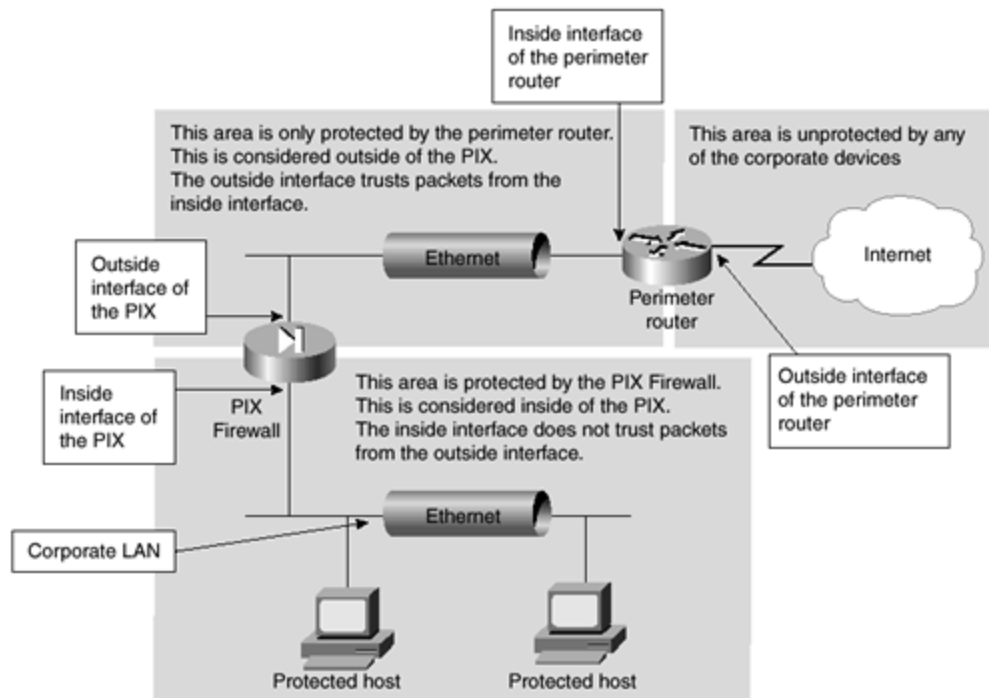 Inside interface
of the perimeter
router
This area is only protected by the perimeter router.
This is considered outside of the PIX.
The outside interface trusts packets from the
inside interface.
This area is unprotected by any
of the corporate devices
Ethernet
Internet
Perimeter
router
Outside
interface of
the PIX
Outside interface
of the perimeter
router
Inside
interface of
the PIX
PIX
Firewall
This area is protected by the PIX Firewall.
This is considered inside of the PIX.
The inside interface does not trust packets
from the outside interface.
Ethernet
Corporate LAN
Protected host
Protected host